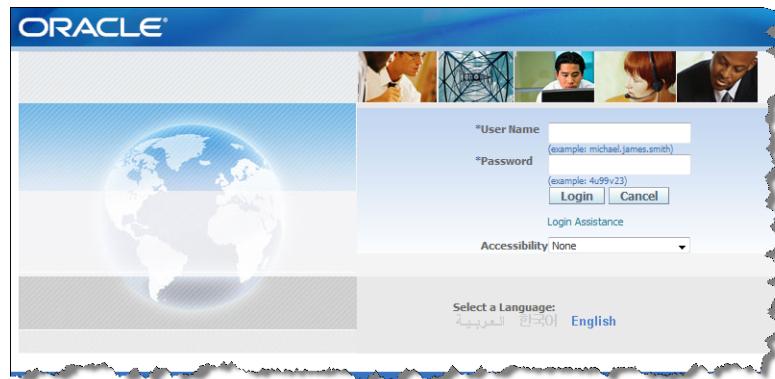 ORACLE®
*User Name
(example: michael.james.smith)
*Password
(example: 4u99v23)
Login Cancel
Login Assistance
Accessibility None
Select a Language:
العربية 한국어 English